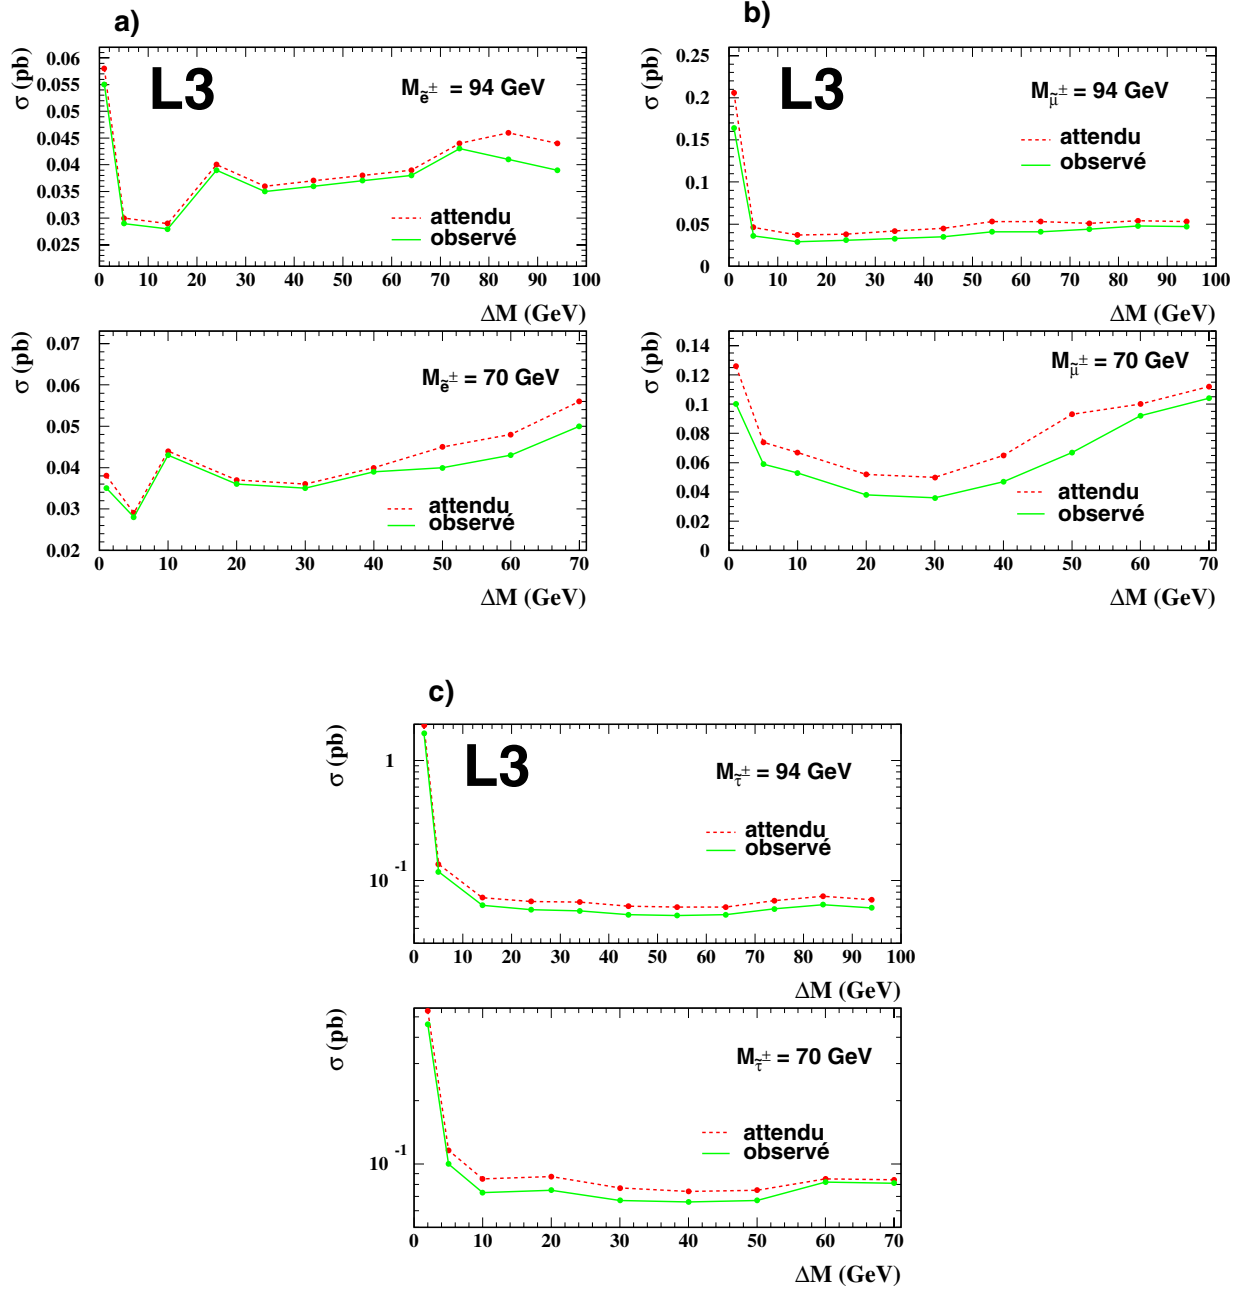 a)
σ (pb)
0.06
0.055
0.05
0.045
0.04
0.035
0.03
0.025
L3
M ẽ± = 94 GeV
attendu
observé
0 10 20 30 40 50 60 70 80 90 100
ΔM (GeV)
σ (pb)
0.07
0.06
0.05
0.04
0.03
0.02
M ẽ± = 70 GeV
attendu
observé
0 10 20 30 40 50 60 70
ΔM (GeV)
b)
σ (pb)
0.25
0.2
0.15
0.1
0.05
0
L3
M μ̃± = 94 GeV
attendu
observé
0 10 20 30 40 50 60 70 80 90 100
ΔM (GeV)
σ (pb)
0.14
0.12
0.1
0.08
0.06
0.04
0.02
0
M μ̃± = 70 GeV
attendu
observé
0 10 20 30 40 50 60 70
ΔM (GeV)
c)
σ (pb)
1
10 -1
L3
M τ̃± = 94 GeV
attendu
observé
0 10 20 30 40 50 60 70 80 90 100
ΔM (GeV)
σ (pb)
10 -1
M τ̃± = 70 GeV
attendu
observé
0 10 20 30 40 50 60 70
ΔM (GeV)